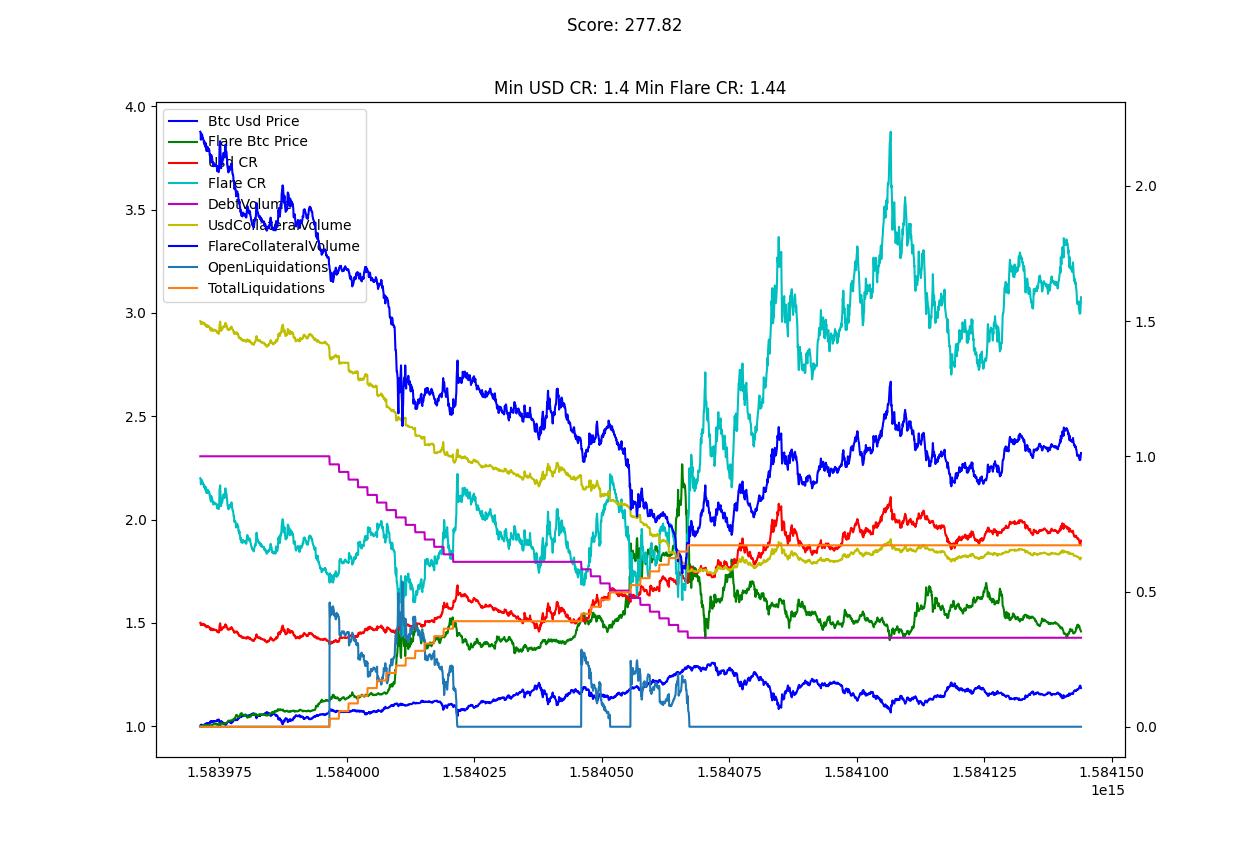 Score: 277.82
Min USD CR: 1.4 Min Flare CR: 1.44
Btc Usd Price
Flare Btc Price
Usd CR
Flare CR
DebtVolume
UsdCollateralVolume
FlareCollateralVolume
OpenLiquidations
TotalLiquidations
4.0
3.5
3.0
2.5
2.0
1.5
1.0
2.0
1.5
1.0
0.5
0.0
1.583975 1.584000 1.584025 1.584050 1.584075 1.584100 1.584125 1.584150
1e15